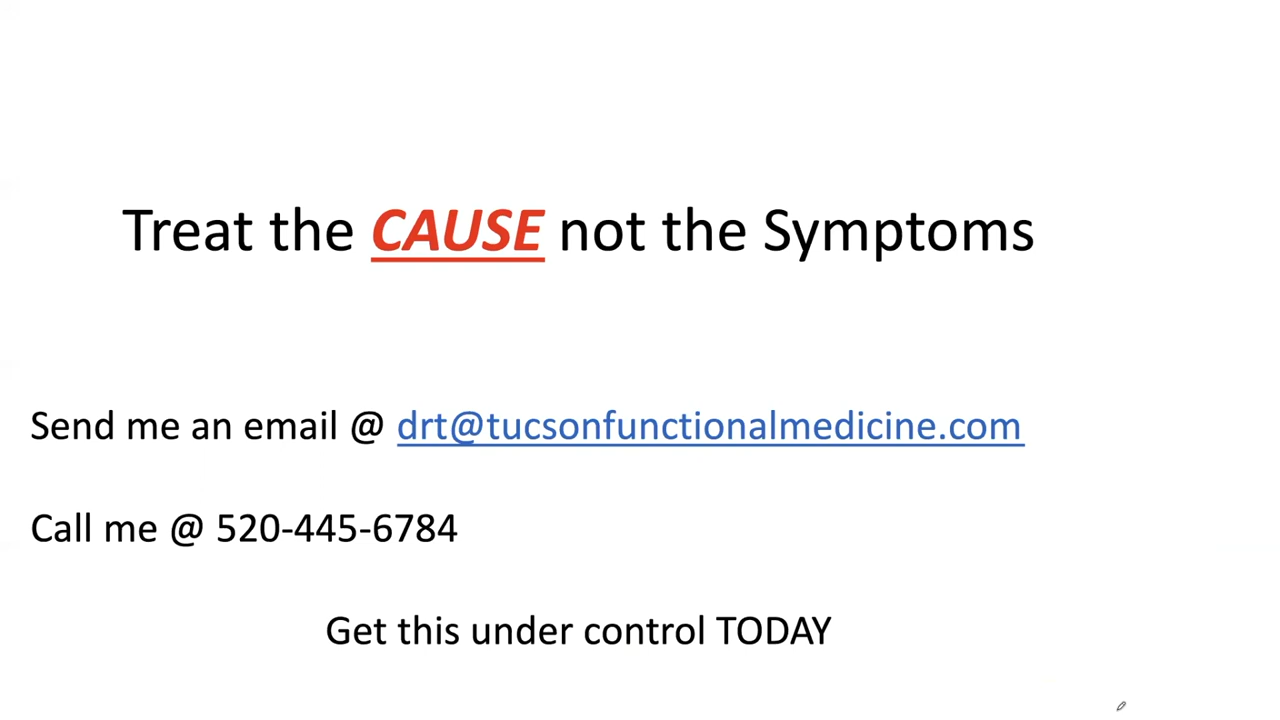 Treat the CAUSE not the Symptoms
Send me an email @ drt@tucsonfunctionalmedicine.com
Call me @ 520-445-6784
Get this under control TODAY